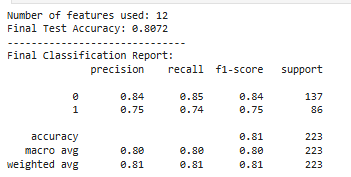 Number of features used: 12
Final Test Accuracy: 0.8072
------------------------------
Final Classification Report:
              precision    recall  f1-score   support

           0       0.84      0.85      0.84       137
           1       0.75      0.74      0.75        86

    accuracy                           0.81       223
   macro avg       0.80      0.80      0.80       223
weighted avg       0.81      0.81      0.81       223